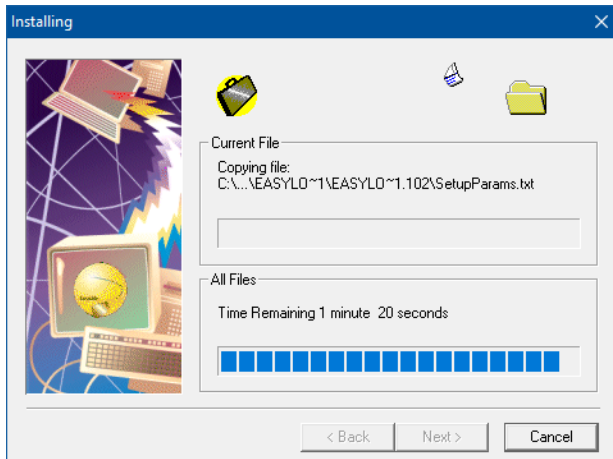 Installing
Current File
Copying file:
C:\...\EASYLO~1\EASYLO~1.102\SetupParams.txt
All Files
Time Remaining 1 minute 20 seconds
< Back
Next >
Cancel